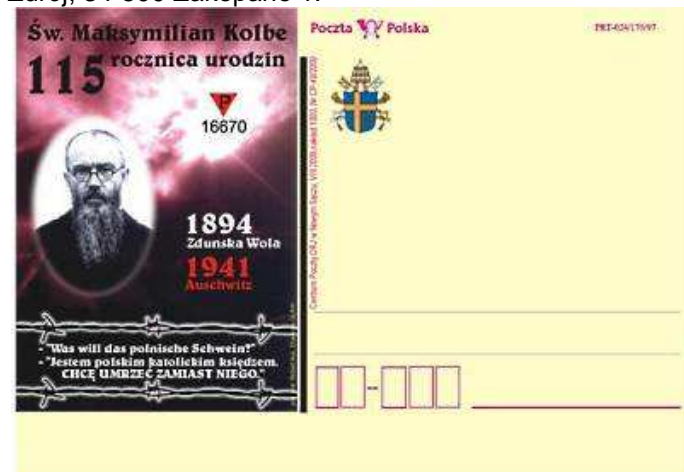 Św. Maksymilian Kolbe
115 rocznica urodzin
P
16670
1894
Zdunska Wola
1941
Auschwitz
- "Was will das polnische Schwein?"
- "Jestem polskim katolickim księdzem.
CHCĘ UMRZEĆ ZAMIAST NIEGO."
Poczta Polska